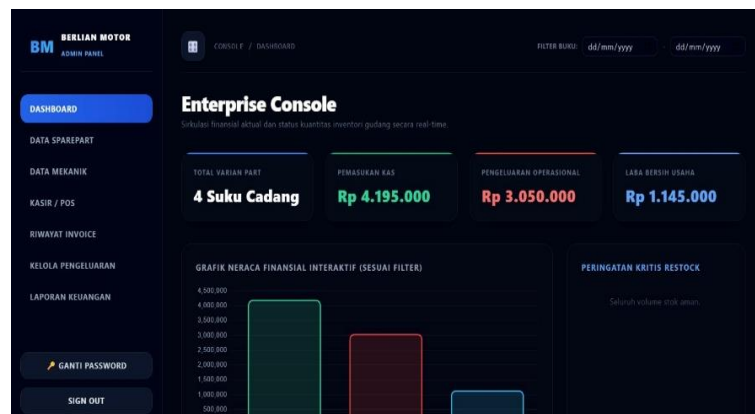 BM
BERLIAN MOTOR
ADMIN PANEL
DASHBOARD
DATA SPAREPART
DATA MEKANIK
KASIR / POS
RIWAYAT INVOICE
KELOLA PENGELUARAN
LAPORAN KEUANGAN
🔑 GANTI PASSWORD
SIGN OUT
CONSOLE / DASHBOARD
FILTER BUKU: dd/mm/yyyy - dd/mm/yyyy
Enterprise Console
Sirkulasi finansial aktual dan status kuantitas inventori gudang secara real-time.
TOTAL VARIAN PART
4 Suku Cadang
PEMASUKAN KAS
Rp 4.195.000
PENGELUARAN OPERASIONAL
Rp 3.050.000
LABA BERSIH USAHA
Rp 1.145.000
GRAFIK NERACA FINANSIAL INTERAKTIF (SESUAI FILTER)
4,500,000
4,000,000
3,500,000
3,000,000
2,500,000
2,000,000
1,500,000
1,000,000
500,000
PERINGATAN KRITIS RESTOCK
Seluruh volume stok aman.